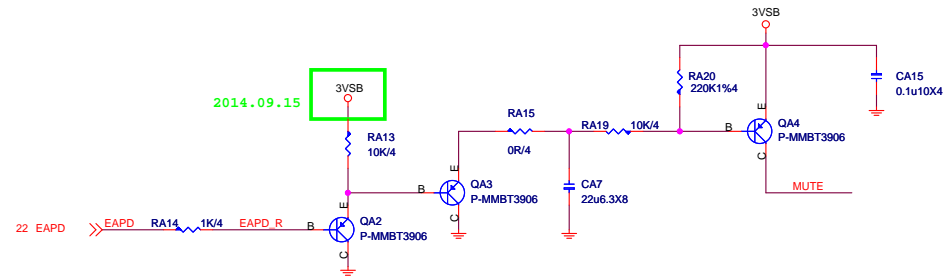 3VSB
RA20
220K1%4
CA15
0.1u10X4
3VSB
2014.09.15
RA13
10K/4
RA15
0R/4
RA19
10K/4
E
B
QA4
P-MMBT3906
C
MUTE
E
B
QA3
P-MMBT3906
C
CA7
22u6.3X8
22 EAPD
EAPD
RA14
1K/4
EAPD_R
E
B
QA2
P-MMBT3906
C